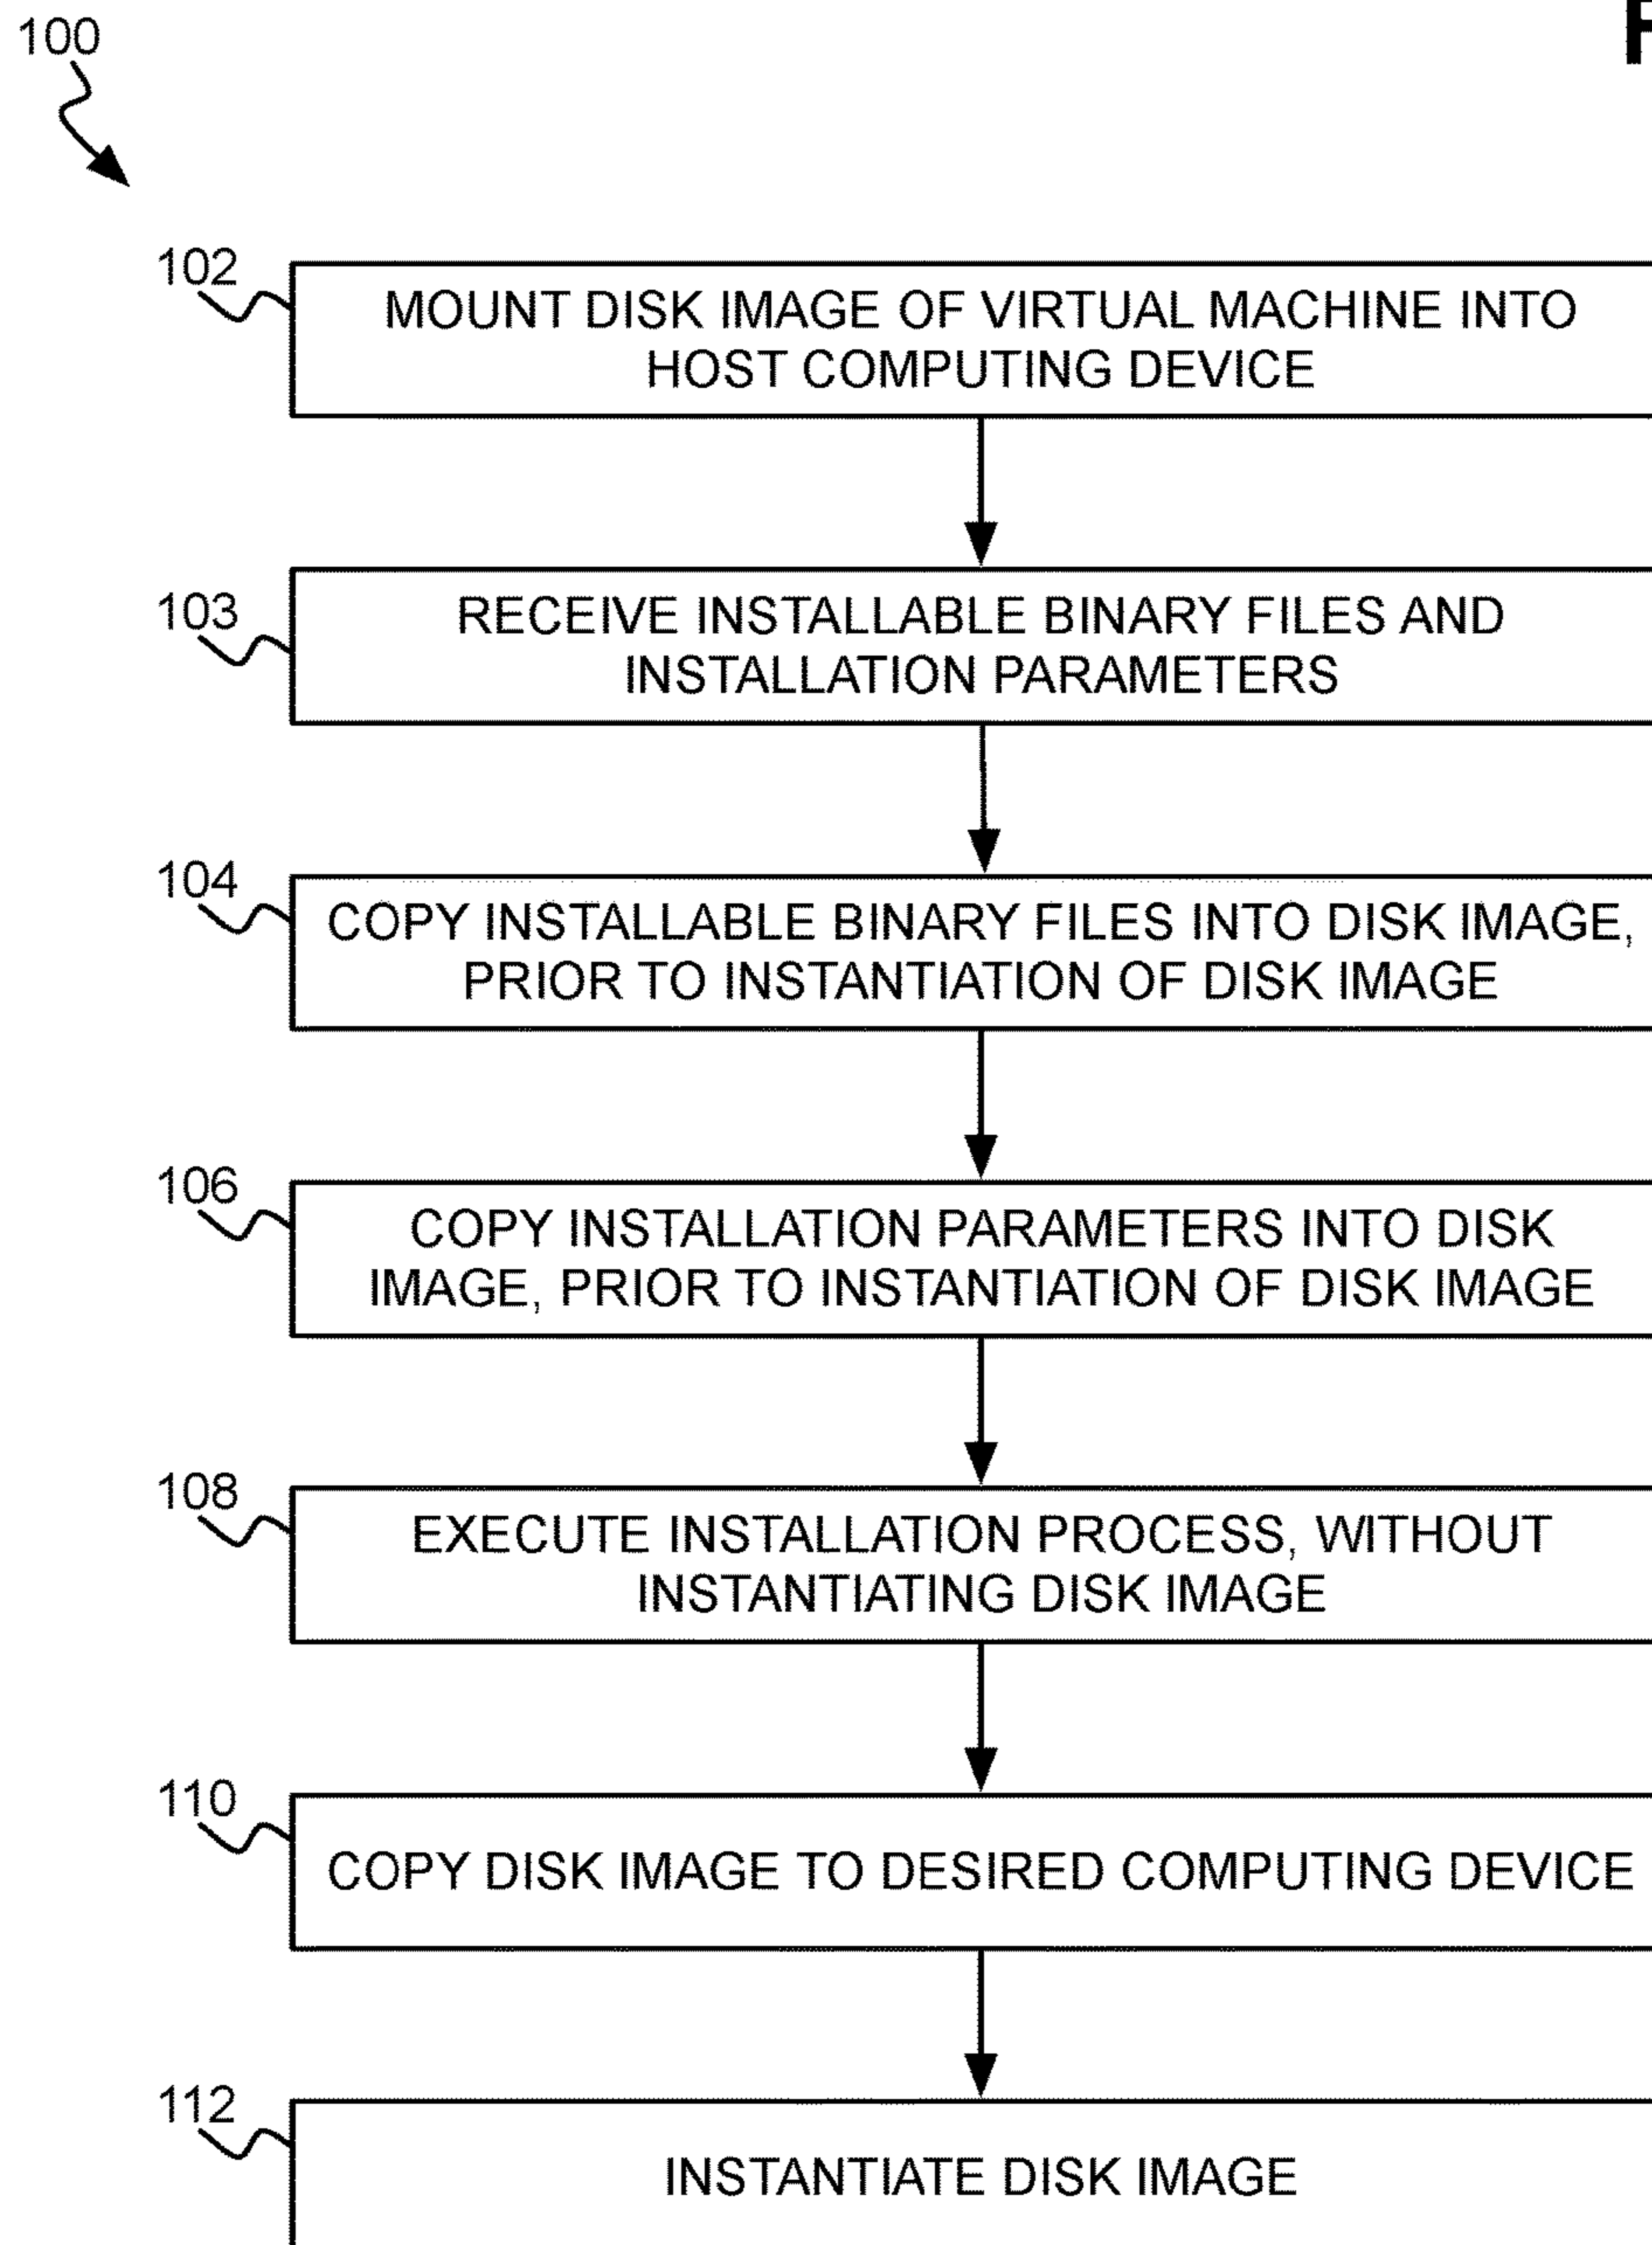 100
102
MOUNT DISK IMAGE OF VIRTUAL MACHINE INTO
HOST COMPUTING DEVICE
103
RECEIVE INSTALLABLE BINARY FILES AND
INSTALLATION PARAMETERS
104
COPY INSTALLABLE BINARY FILES INTO DISK IMAGE,
PRIOR TO INSTANTIATION OF DISK IMAGE
106
COPY INSTALLATION PARAMETERS INTO DISK
IMAGE, PRIOR TO INSTANTIATION OF DISK IMAGE
108
EXECUTE INSTALLATION PROCESS, WITHOUT
INSTANTIATING DISK IMAGE
110
COPY DISK IMAGE TO DESIRED COMPUTING DEVICE
112
INSTANTIATE DISK IMAGE